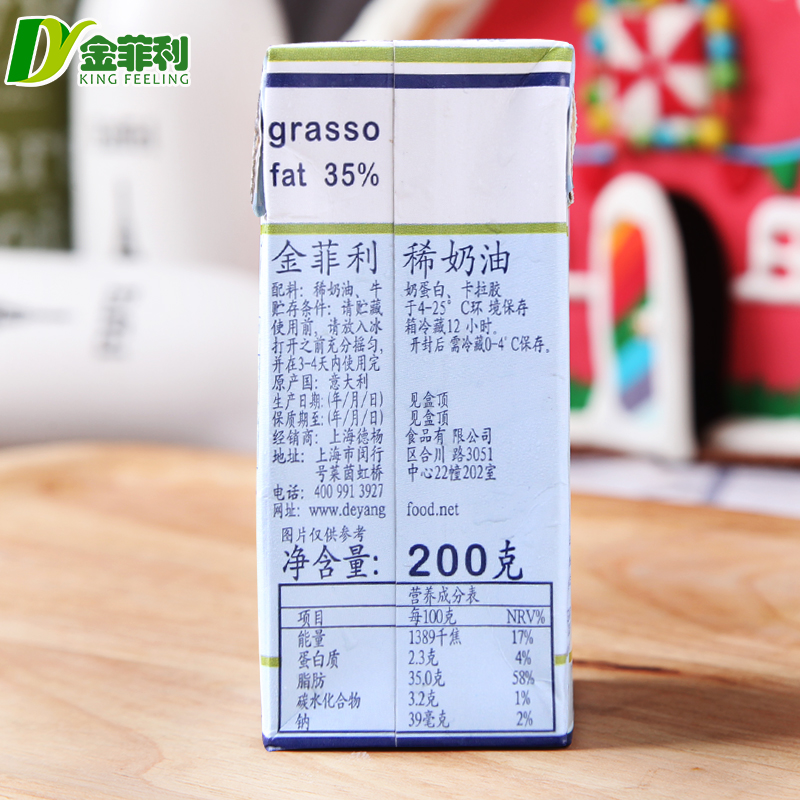 金菲利
KING FEELING
grasso
fat 35%
金菲利 稀奶油
配料：稀奶油、牛奶蛋白、卡拉胶
贮存条件：请贮藏于4-25°C环 境保存
使用前，请放入冰箱冷藏12小时。
打开之前充分摇匀，开封后 需冷藏0-4°C保存。
并在3-4天内使用完
原产国：意大利
生产日期:(年/月/日) 见盒顶
保质期至:(年/月/日) 见盒顶
经销商：上海德杨食品有 限公司
地址：上海市闵行区合川 路3051
号莱茵虹桥中心22幢202室
电话：400 991 3927
网址：www.deyangfood.net
图片仅供参考
净含量: 200克
营养成分表
项目 每100克 NRV%
能量 1389千焦 17%
蛋白质 2.3克 4%
脂肪 35.0克 58%
碳水化合物 3.2克 1%
钠 39毫克 2%